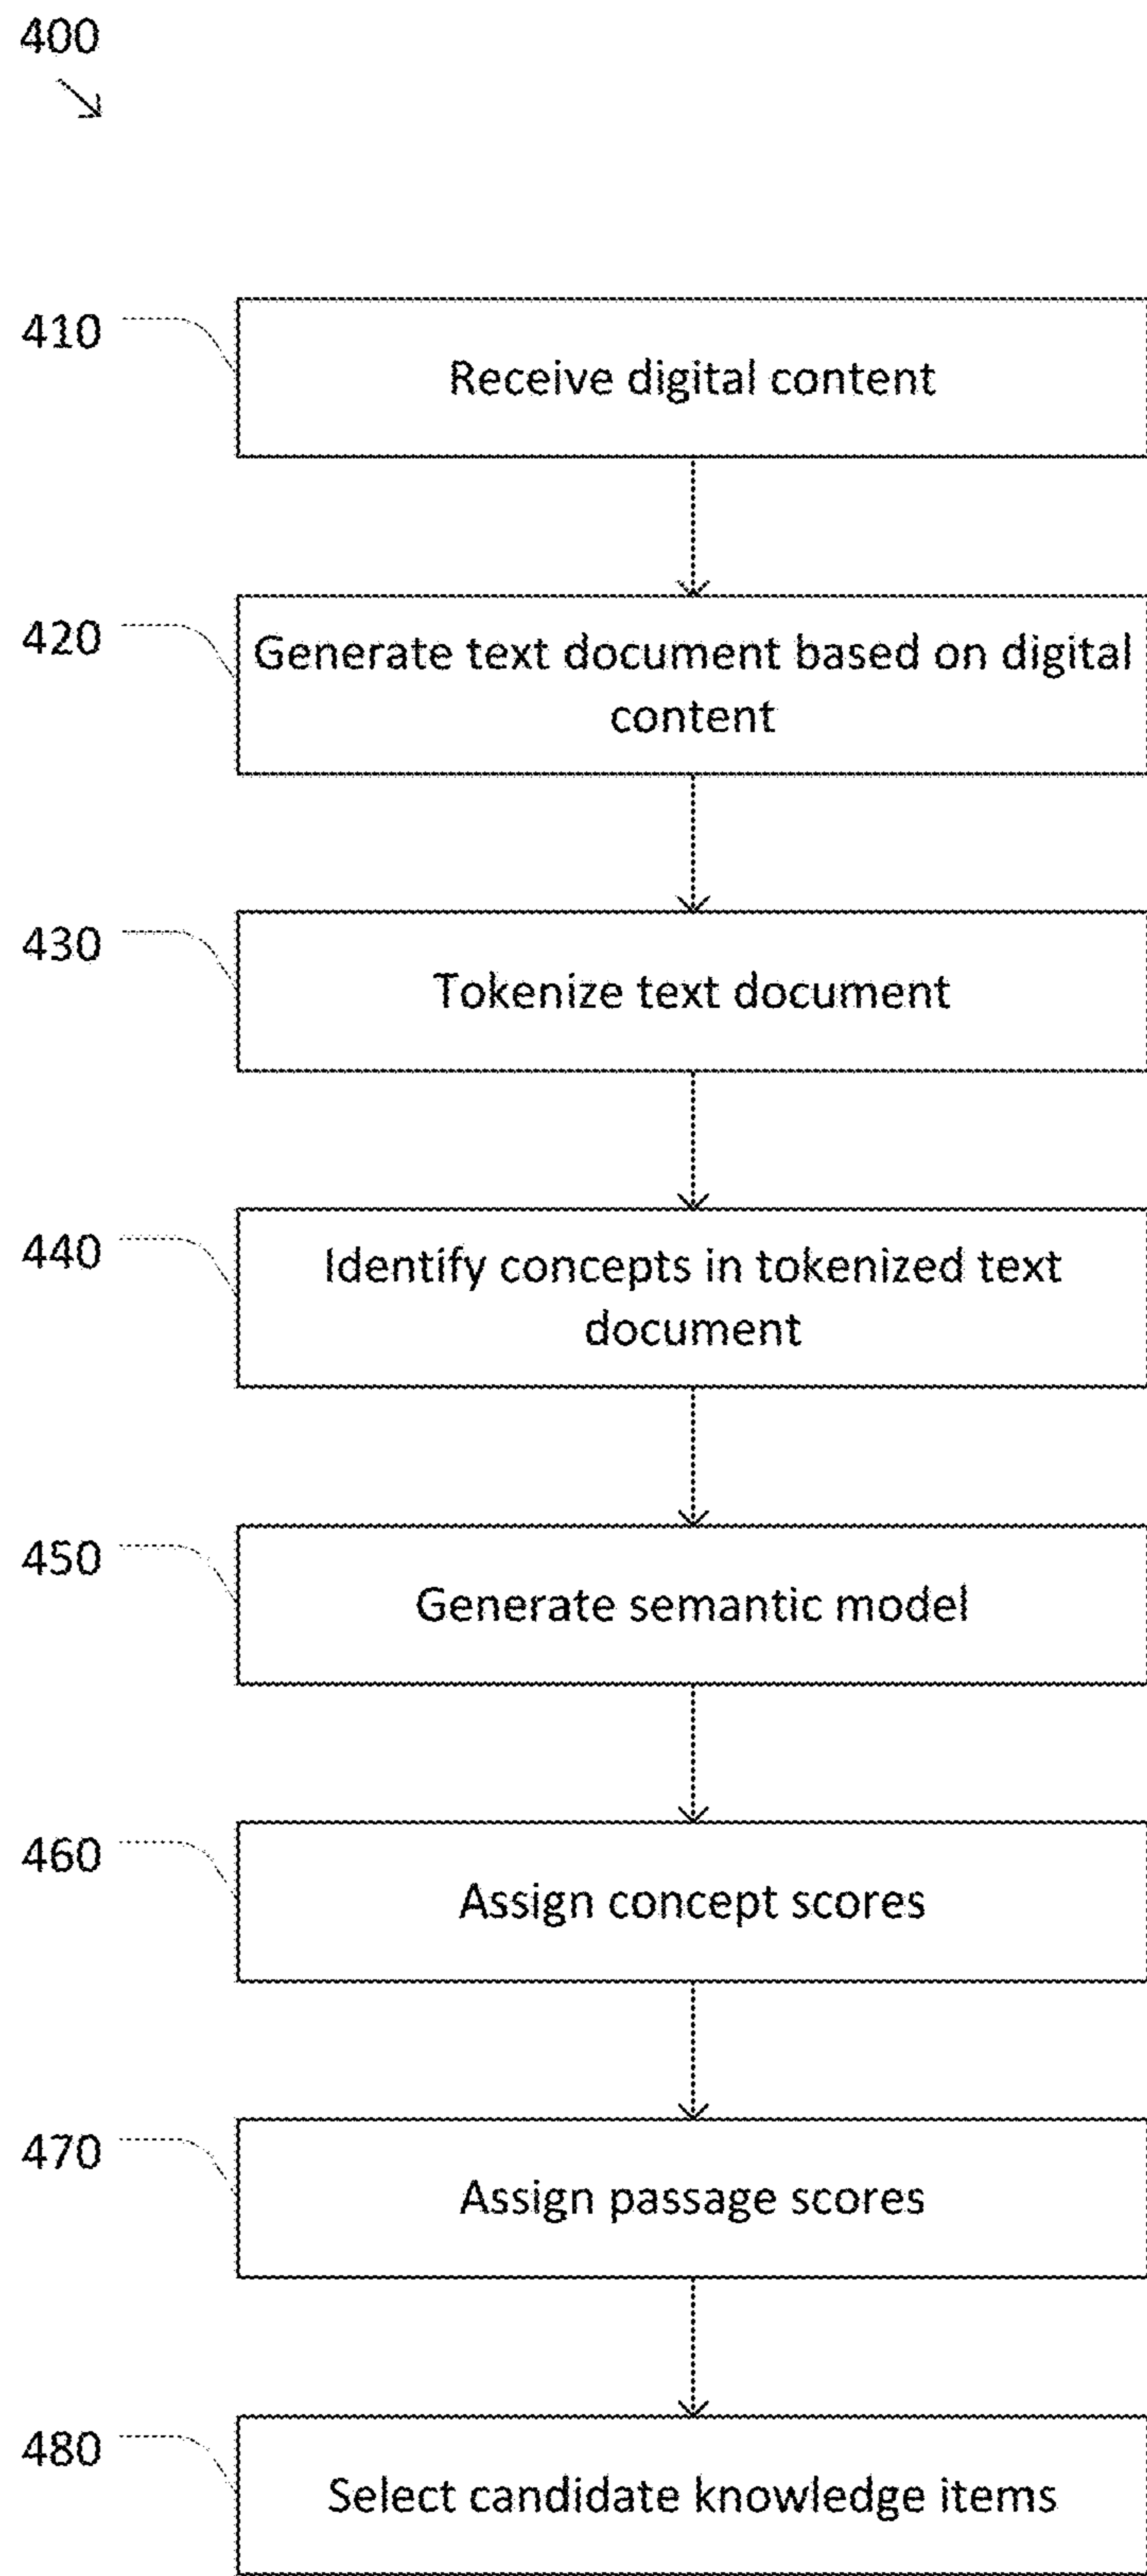 400
410
Receive digital content
420
Generate text document based on digital
content
430
Tokenize text document
440
Identify concepts in tokenized text
document
450
Generate semantic model
460
Assign concept scores
470
Assign passage scores
480
Select candidate knowledge items